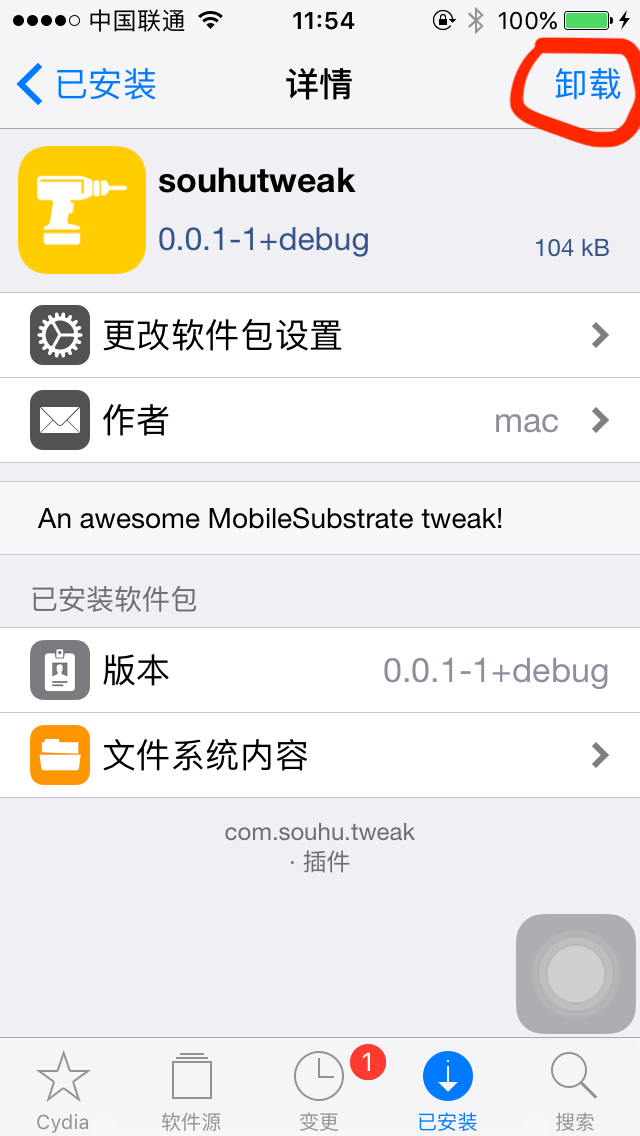 中国联通 11:54 100%
已安装 详情 卸载
souhutweak
0.0.1-1+debug 104 kB
更改软件包设置
作者 mac
An awesome MobileSubstrate tweak!
已安装软件包
版本 0.0.1-1+debug
文件系统内容
com.souhu.tweak
· 插件
1
Cydia 软件源 变更 已安装 搜索